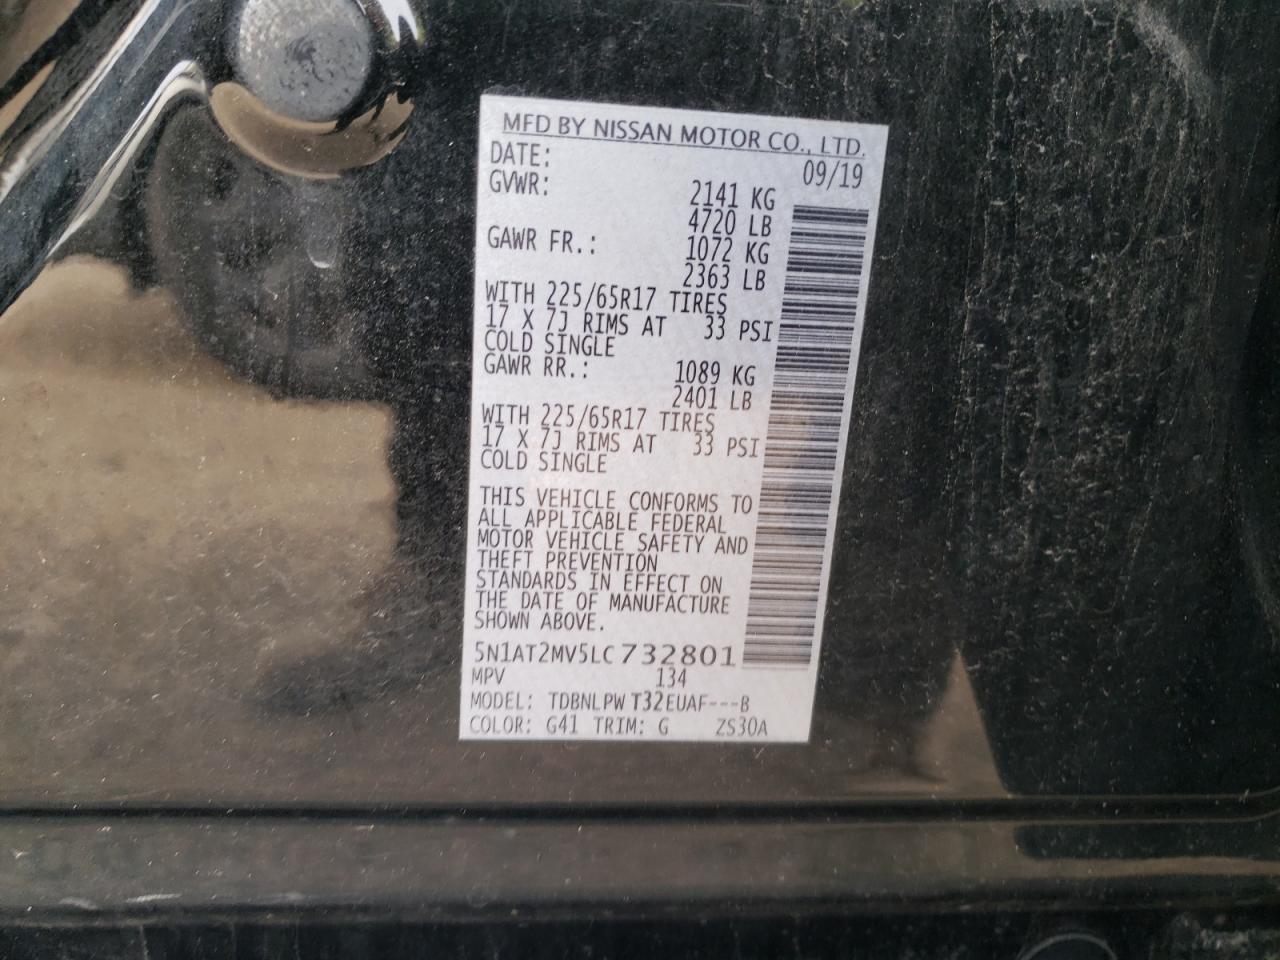 MFD BY NISSAN MOTOR CO., LTD.
DATE: 09/19
GVWR: 2141 KG
4720 LB
GAWR FR.: 1072 KG
2363 LB
WITH 225/65R17 TIRES
17 X 7J RIMS AT 33 PSI
COLD SINGLE
GAWR RR.: 1089 KG
2401 LB
WITH 225/65R17 TIRES
17 X 7J RIMS AT 33 PSI
COLD SINGLE
THIS VEHICLE CONFORMS TO
ALL APPLICABLE FEDERAL
MOTOR VEHICLE SAFETY AND
THEFT PREVENTION
STANDARDS IN EFFECT ON
THE DATE OF MANUFACTURE
SHOWN ABOVE.
5N1AT2MV5LC732801
MPV 134
MODEL: TDBNLPW T32EUAF---B
COLOR: G41 TRIM: G ZS30A